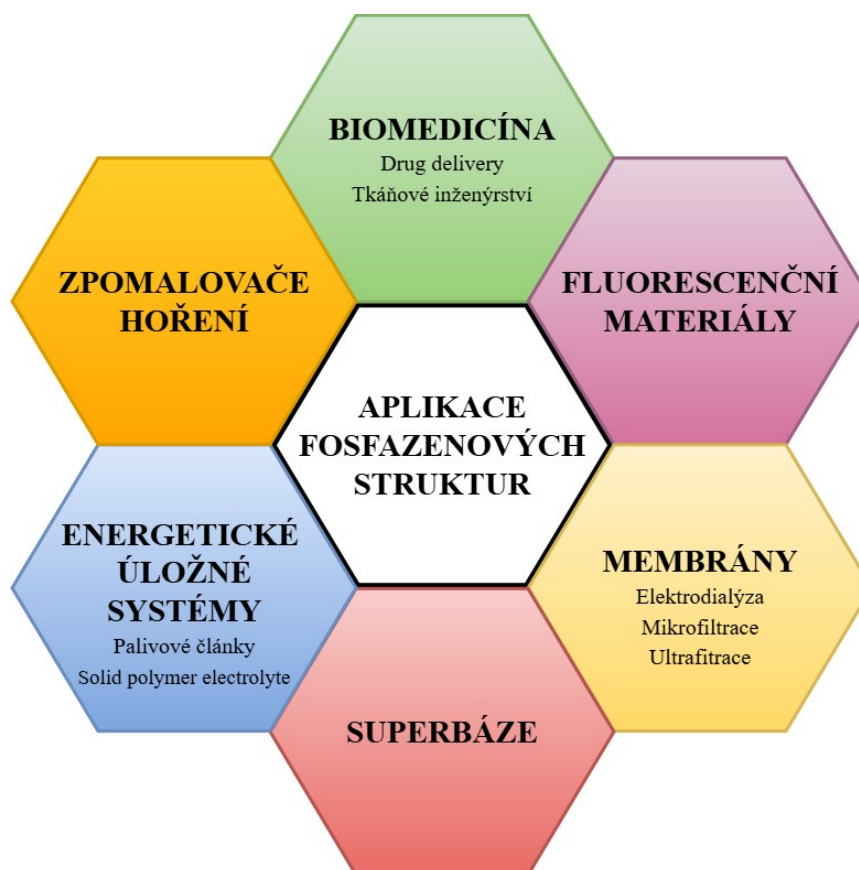 BIOMEDICÍNA
Drug delivery
Tkáňové inženýrství
ZPOMALOVAČE
HOŘENÍ
FLUORESCENČNÍ
MATERIÁLY
APLIKACE
FOSFAZENOVÝCH
STRUKTUR
ENERGETICKÉ
ÚLOŽNÉ
SYSTÉMY
Palivové články
Solid polymer electrolyte
MEMBRÁNY
Elektrodialýza
Mikrofiltrace
Ultrafitrace
SUPERBÁZE